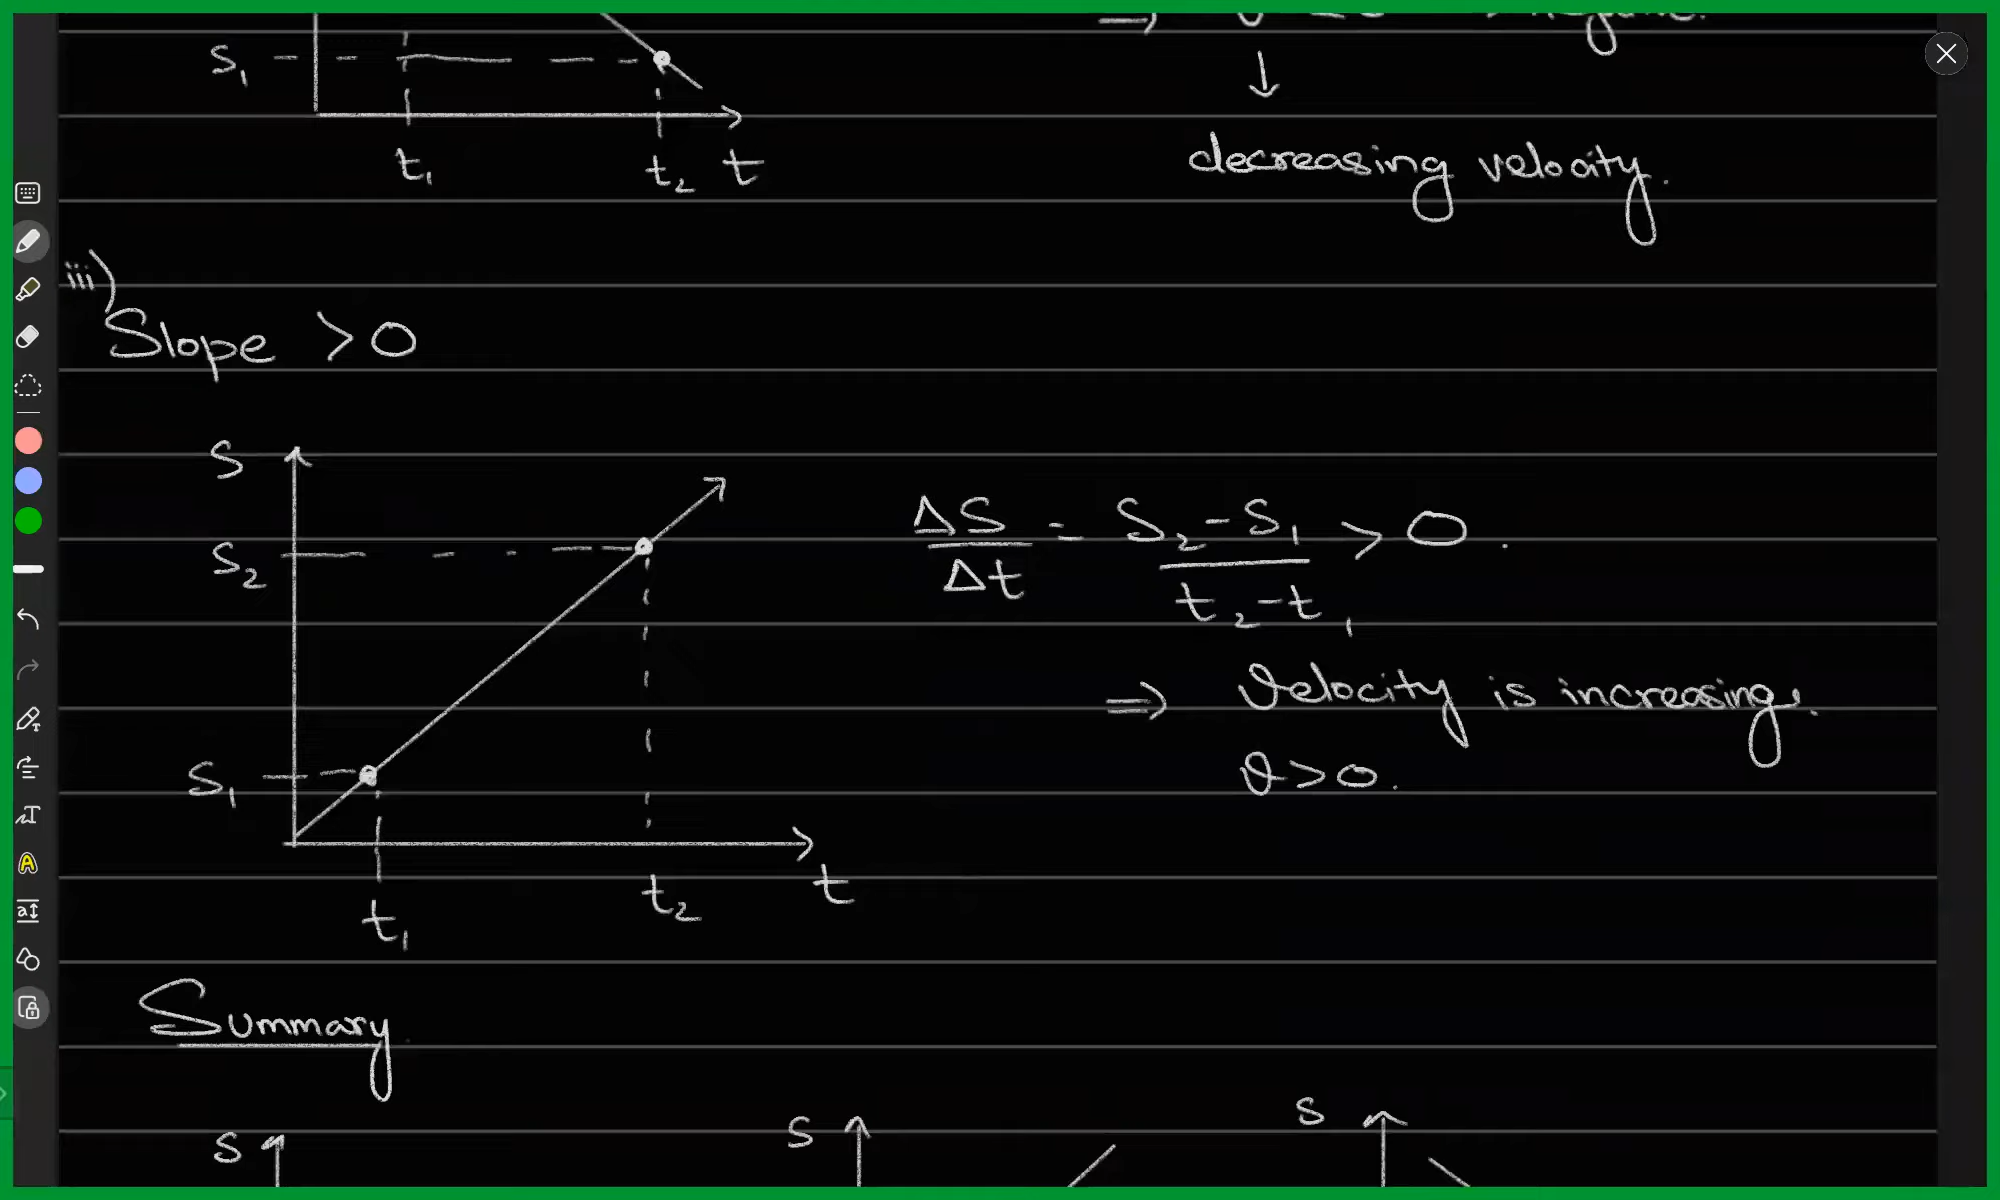 S₁
t₁ t₂ t
decreasing velocity.
iii)
Slope > 0
S
S₂
S₁
t₁ t₂ t
ΔS/Δt = S₂-S₁/t₂-t₁ > 0.
=> Velocity is increasing.
v>0.
Summary
S S S